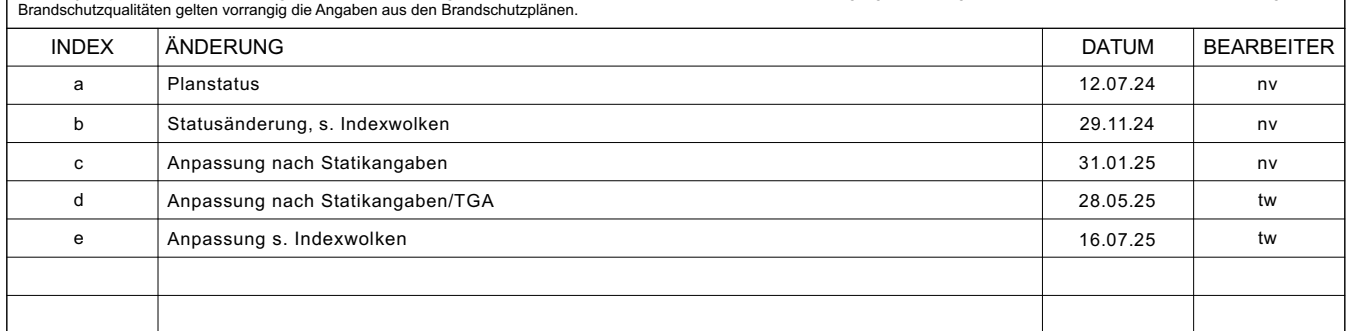 Brandschutzqualitäten gelten vorrangig die Angaben aus den Brandschutzplänen.
INDEX ÄNDERUNG DATUM BEARBEITER
a Planstatus 12.07.24 nv
b Statusänderung, s. Indexwolken 29.11.24 nv
c Anpassung nach Statikangaben 31.01.25 nv
d Anpassung nach Statikangaben/TGA 28.05.25 tw
e Anpassung s. Indexwolken 16.07.25 tw